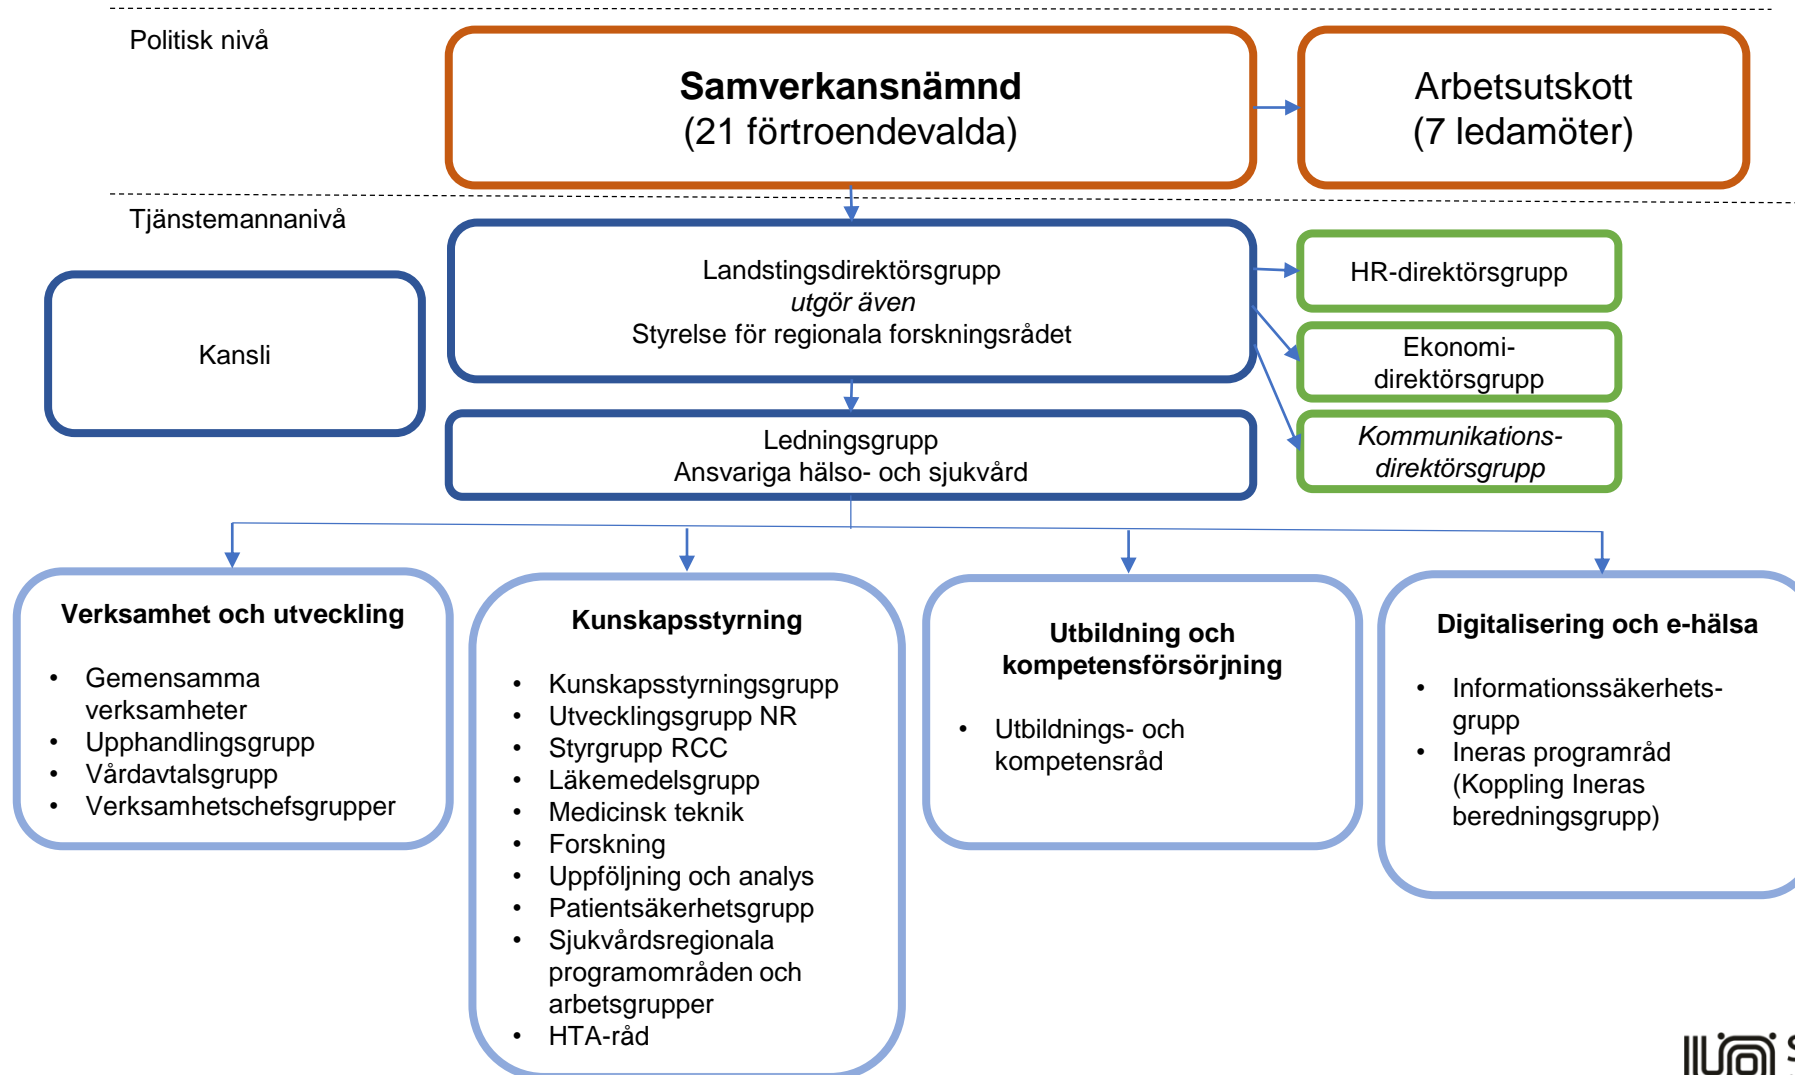 Politisk nivå
Samverkansnämnd
(21 förtroendevalda)
Arbetsutskott
(7 ledamöter)
Tjänstemannanivå
Kansli
Landstingsdirektörsgrupp
utgör även
Styrelse för regionala forskningsrådet
HR-direktörsgrupp
Ekonomi-
direktörsgrupp
Kommunikations-
direktörsgrupp
Ledningsgrupp
Ansvariga hälso- och sjukvård
Verksamhet och utveckling
• Gemensamma
verksamheter
• Upphandlingsgrupp
• Vårdavtalsgrupp
• Verksamhetschefsgrupper
Kunskapsstyrning
• Kunskapsstyrningsgrupp
• Utvecklingsgrupp NR
• Styrgrupp RCC
• Läkemedelsgrupp
• Medicinsk teknik
• Forskning
• Uppföljning och analys
• Patientsäkerhetsgrupp
• Sjukvårdsregionala
programområden och
arbetsgrupper
• HTA-råd
Utbildning och
kompetensförsörjning
• Utbildnings- och
kompetensråd
Digitalisering och e-hälsa
• Informationssäkerhets-
grupp
• Ineras programråd
(Koppling Ineras
beredningsgrupp)